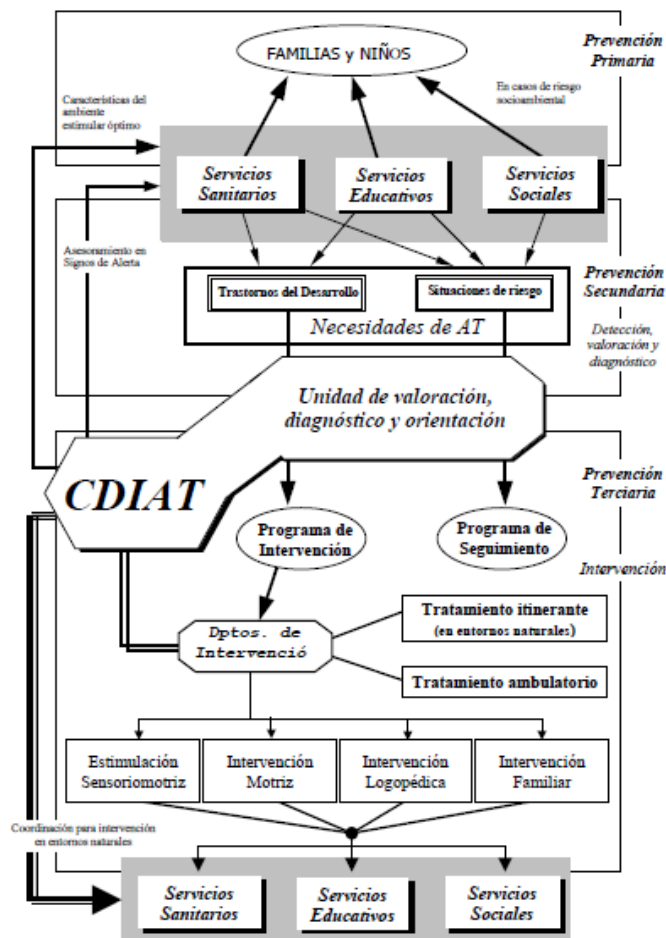 FAMILIAS y NIÑOS
Prevención
Primaria
Características del
ambiente
estimular óptimo
En casos de riesgo
socioambiental
Servicios
Sanitarios
Servicios
Educativos
Servicios
Sociales
Asesoramiento en
Signos de Alerta
Trastornos del Desarrollo
Situaciones de riesgo
Necesidades de AT
Prevención
Secundaria
Detección,
valoración y
diagnóstico
Unidad de valoración,
diagnóstico y orientación
CDIAT
Prevención
Terciaria
Programa de
Intervención
Programa de
Seguimiento
Intervención
Dptos. de
Intervenció
Tratamiento itinerante
(en entornos naturales)
Tratamiento ambulatorio
Estimulación
Sensoriomotriz
Intervención
Motriz
Intervención
Logopédica
Intervención
Familiar
Coordinación para intervención
en entornos naturales
Servicios
Sanitarios
Servicios
Educativos
Servicios
Sociales